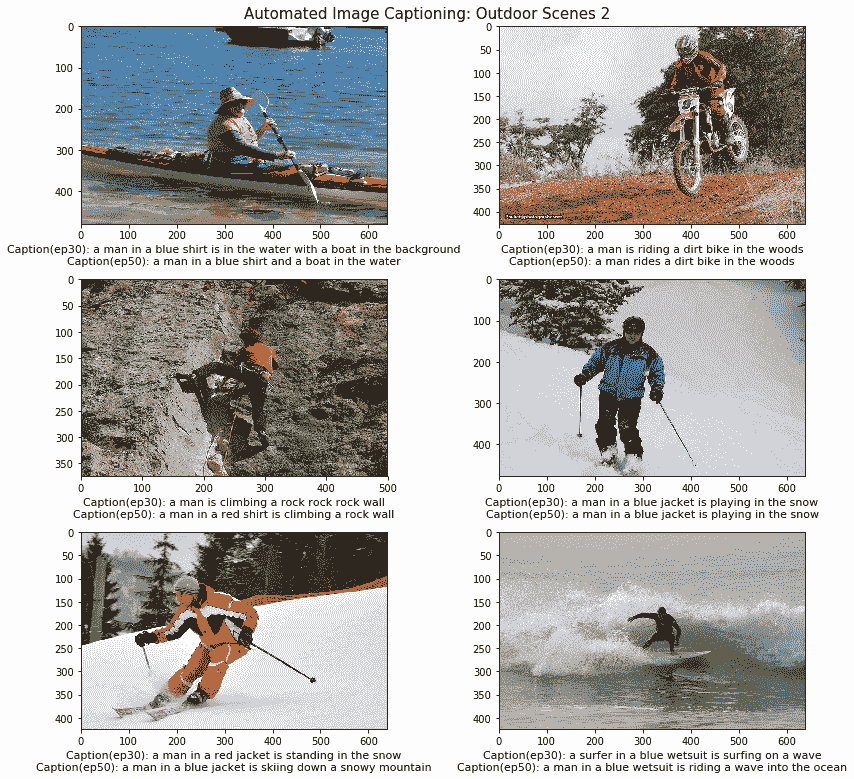 Automated Image Captioning: Outdoor Scenes 2
0
100
200
300
400
0 100 200 300 400 500 600
Caption(ep30): a man in a blue shirt is in the water with a boat in the background
Caption(ep50): a man in a blue shirt and a boat in the water
0
50
100
150
200
250
300
350
400
0 100 200 300 400 500 600
Caption(ep30): a man is riding a dirt bike in the woods
Caption(ep50): a man rides a dirt bike in the woods
0
50
100
150
200
250
300
350
0 100 200 300 400 500
Caption(ep30): a man is climbing a rock rock rock wall
Caption(ep50): a man in a red shirt is climbing a rock wall
0
100
200
300
400
0 100 200 300 400 500 600
Caption(ep30): a man in a blue jacket is playing in the snow
Caption(ep50): a man in a blue jacket is playing in the snow
0
50
100
150
200
250
300
350
400
0 100 200 300 400 500 600
Caption(ep30): a man in a red jacket is standing in the snow
Caption(ep50): a man in a blue jacket is skiing down a snowy mountain
0
50
100
150
200
250
300
350
400
0 100 200 300 400 500 600
Caption(ep30): a surfer in a blue wetsuit is surfing on a wave
Caption(ep50): a man in a blue wetsuit is riding a wave into the ocean